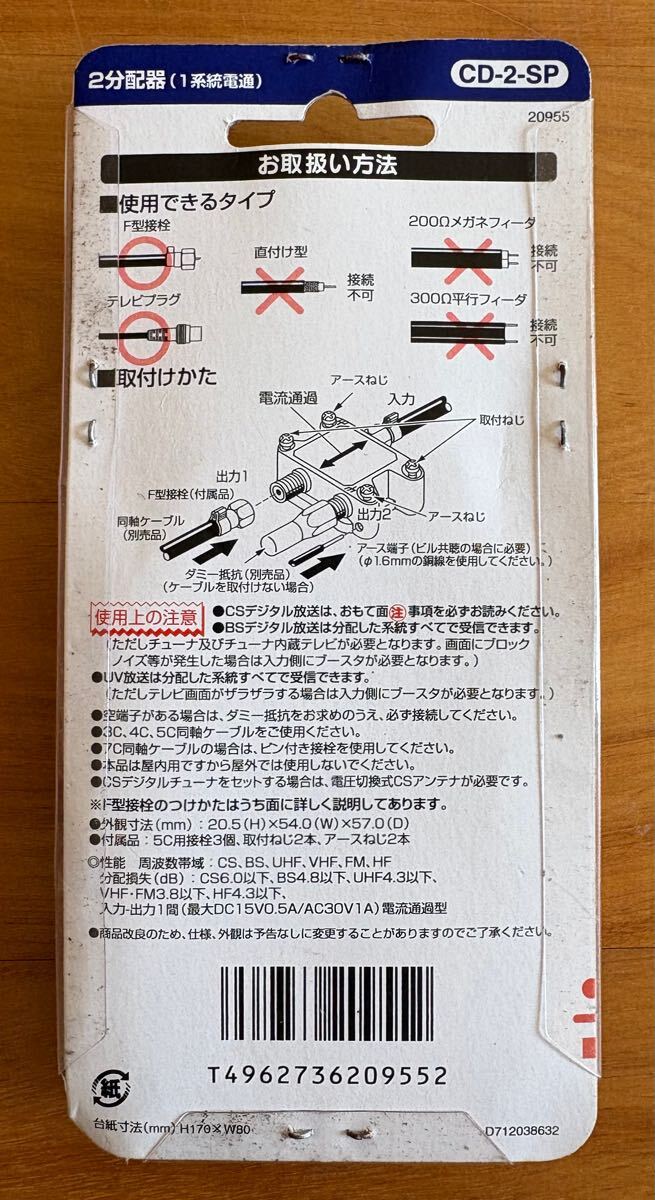 2分配器(1系統電通)
CD-2-SP
20955
お取扱い方法
■使用できるタイプ
F型接栓
直付け型
接続
不可
200Ωメガネフィーダ
接続
不可
テレビプラグ
300Ω平行フィーダ
接続
不可
■取付けかた
アースねじ
電流通過
入力
取付ねじ
出力1
F型接栓(付属品)
出力2
アースねじ
同軸ケーブル
(別売品)
アース端子(ビル共聴の場合に必要)
(φ1.6mmの銅線を使用してください。)
ダミー抵抗(別売品)
(ケーブルを取付けない場合)
使用上の注意
●CSデジタル放送は、おもて面注事項を必ずお読みください。
●BSデジタル放送は分配した系統すべてで受信できます。
(ただしチューナ及びチューナ内蔵テレビが必要となります。画面にブロック
ノイズ等が発生した場合は入力側にブースタが必要となります。)
●UV放送は分配した系統すべてで受信できます。
(ただしテレビ画面がザラザラする場合は入力側にブースタが必要となります。)
●空端子がある場合は、ダミー抵抗をお求めのうえ、必ず接続してください。
●3C、4C、5C同軸ケーブルをご使用ください。
●7C同軸ケーブルの場合は、ピン付き接栓を使用してください。
●本品は屋内用ですから屋外では使用しないでください。
●CSデジタルチューナをセットする場合は、電圧切換式CSアンテナが必要です。
※F型接栓のつけかたはうち面に詳しく説明してあります。
●外観寸法(mm):20.5(H)×54.0(W)×57.0(D)
●付属品:5C用接栓3個、取付ねじ2本、アースねじ2本
◎性能 周波数帯域:CS、BS、UHF、VHF、FM、HF
分配損失(dB):CS6.0以下、BS4.8以下、UHF4.3以下、
VHF・FM3.8以下、HF4.3以下、
入力-出力1間(最大DC15V0.5A/AC30V1A)電流通過型
●商品改良のため、仕様、外観は予告なしに変更することがありますのでご了承ください。
T4962736209552
紙
台紙寸法(mm)H170×W80
D712038632